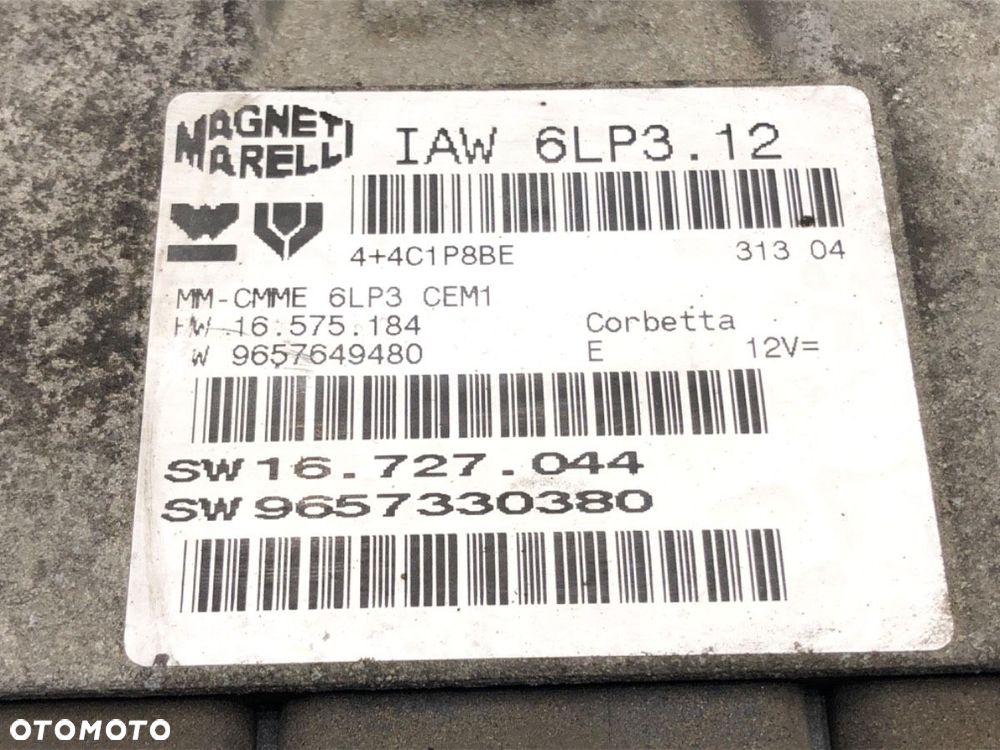 MAGNETI
MARELLI
IAW 6LP3.12
4+4C1P8BE 313 04
MM-CMME 6LP3 CEM1
HW 16.575.184 Corbetta
W 9657649480 E 12V=
SW 16.727.044
SW 9657330380
OTOMOTO